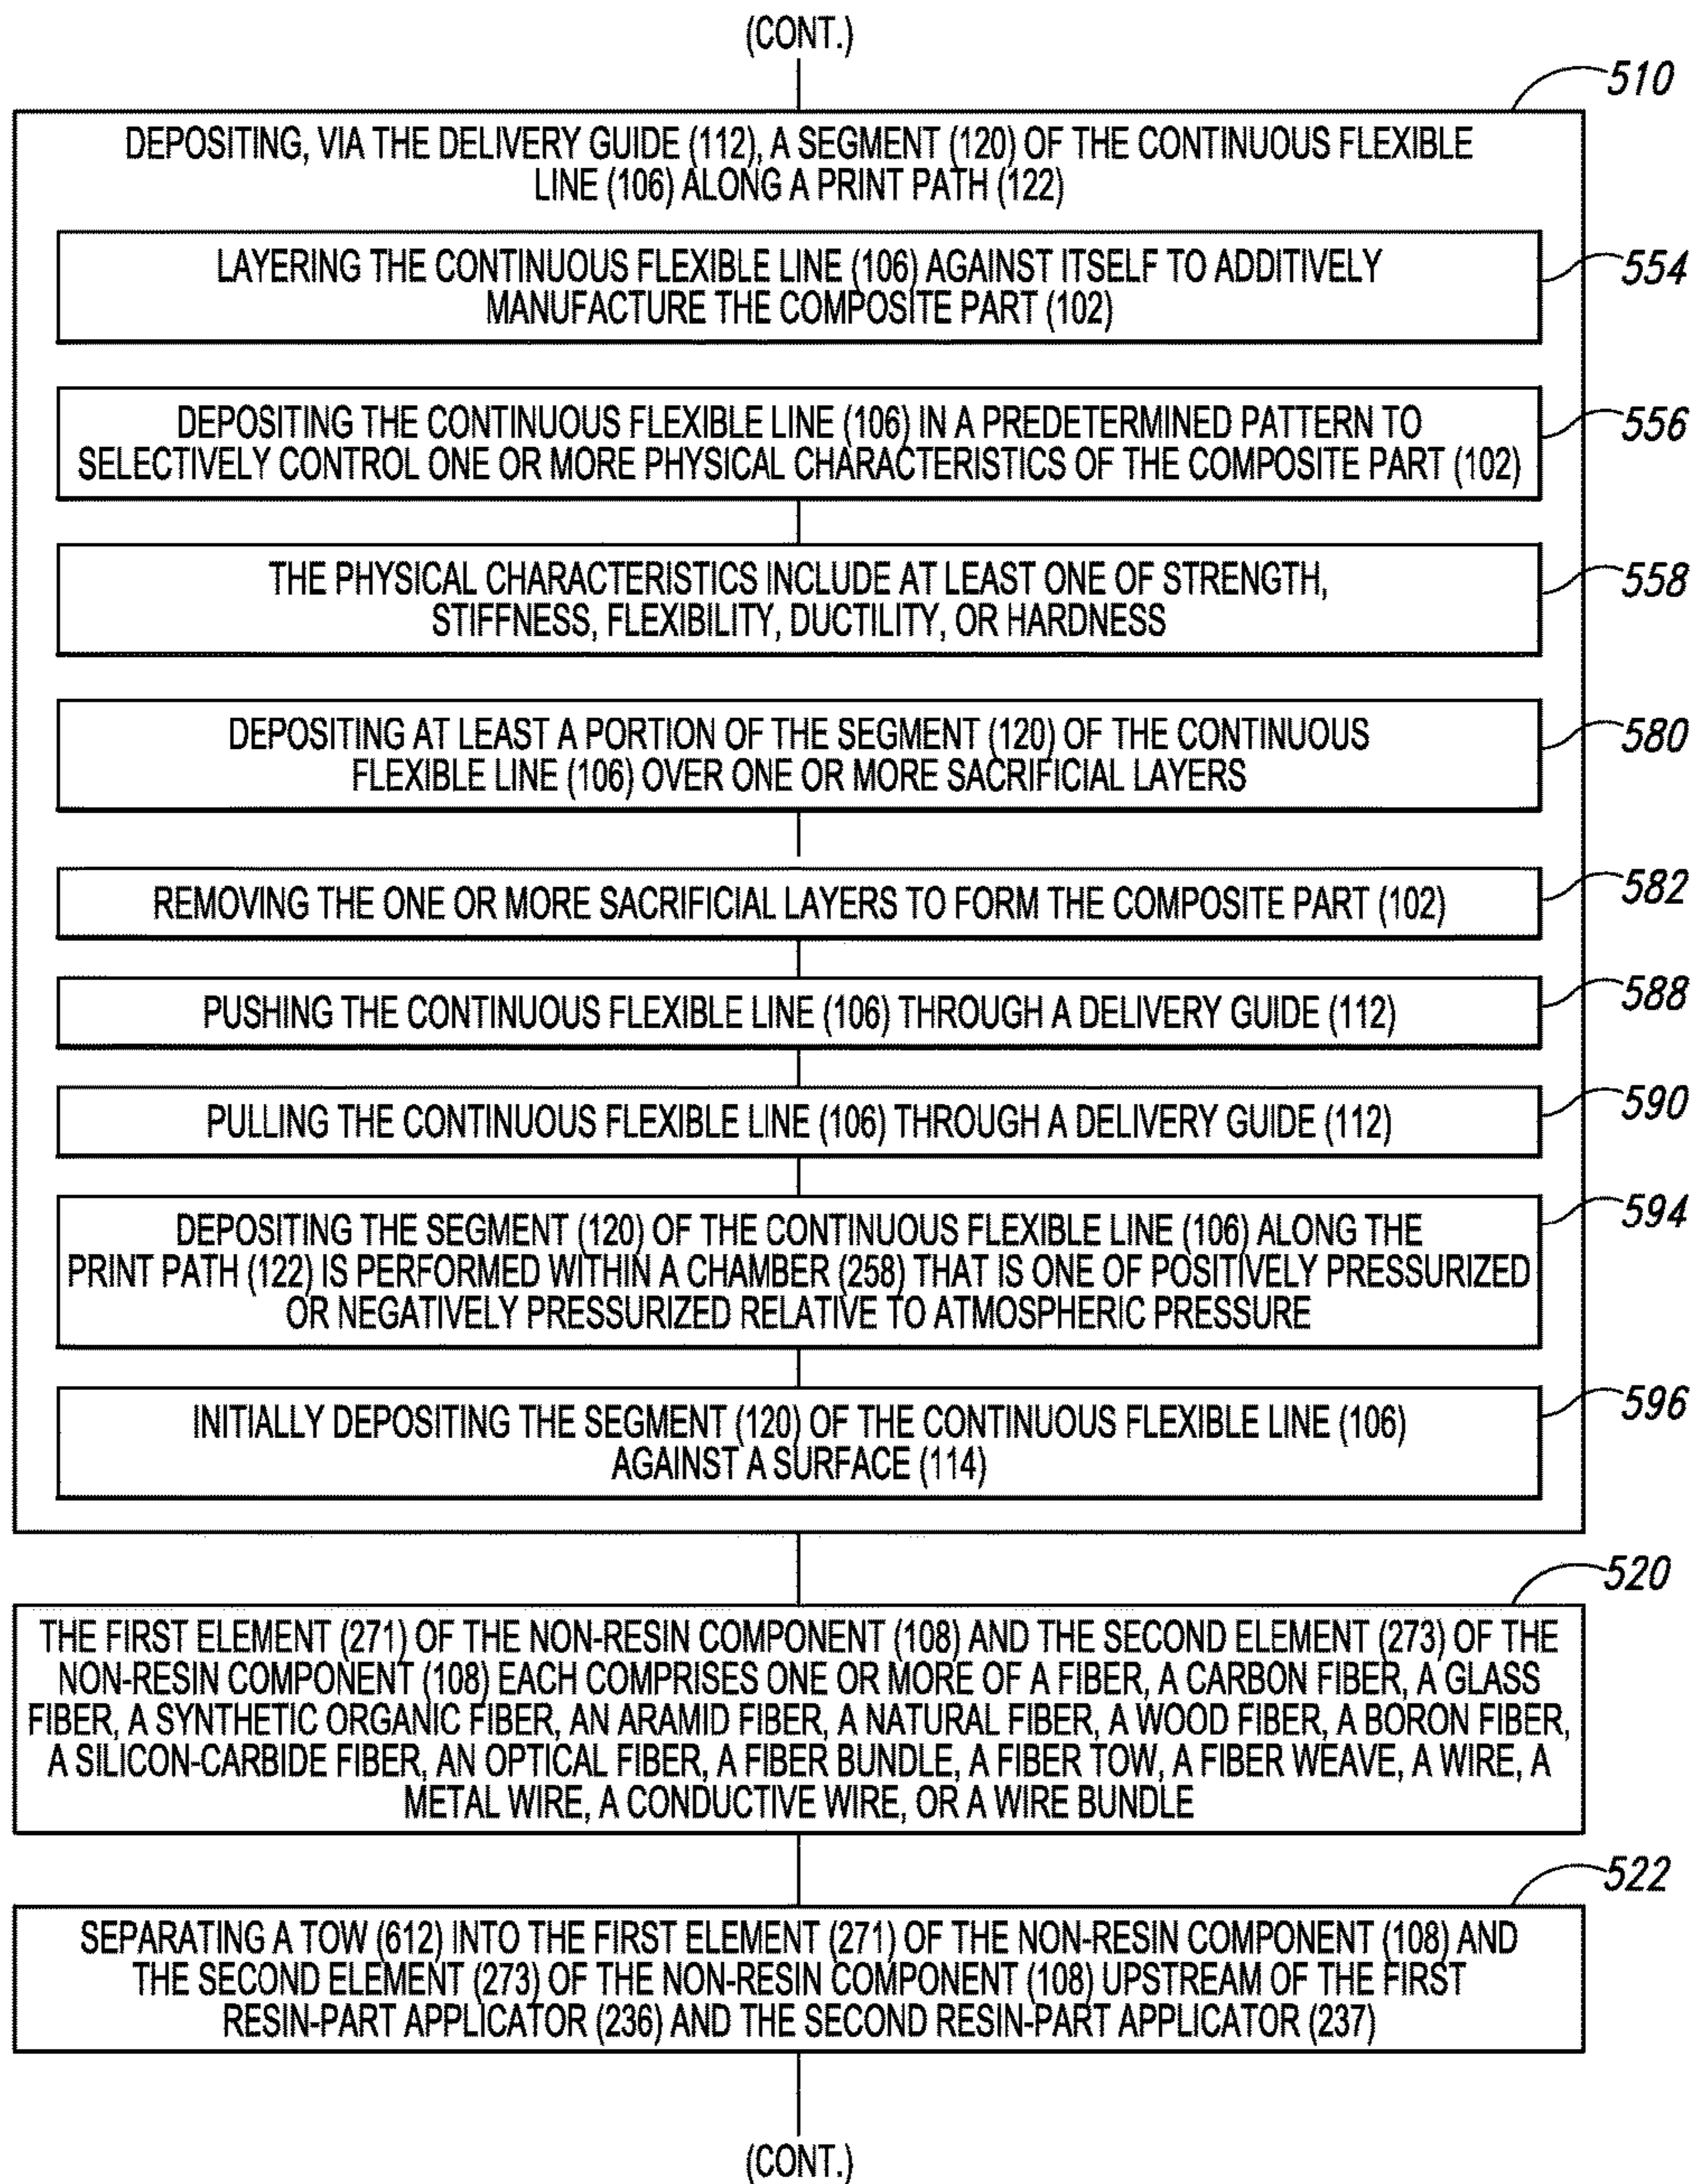 (CONT.)
510
DEPOSITING, VIA THE DELIVERY GUIDE (112), A SEGMENT (120) OF THE CONTINUOUS FLEXIBLE
LINE (106) ALONG A PRINT PATH (122)
LAYERING THE CONTINUOUS FLEXIBLE LINE (106) AGAINST ITSELF TO ADDITIVELY
MANUFACTURE THE COMPOSITE PART (102)
554
DEPOSITING THE CONTINUOUS FLEXIBLE LINE (106) IN A PREDETERMINED PATTERN TO
SELECTIVELY CONTROL ONE OR MORE PHYSICAL CHARACTERISTICS OF THE COMPOSITE PART (102)
556
THE PHYSICAL CHARACTERISTICS INCLUDE AT LEAST ONE OF STRENGTH,
STIFFNESS, FLEXIBILITY, DUCTILITY, OR HARDNESS
558
DEPOSITING AT LEAST A PORTION OF THE SEGMENT (120) OF THE CONTINUOUS
FLEXIBLE LINE (106) OVER ONE OR MORE SACRIFICIAL LAYERS
580
REMOVING THE ONE OR MORE SACRIFICIAL LAYERS TO FORM THE COMPOSITE PART (102)
582
PUSHING THE CONTINUOUS FLEXIBLE LINE (106) THROUGH A DELIVERY GUIDE (112)
588
PULLING THE CONTINUOUS FLEXIBLE LINE (106) THROUGH A DELIVERY GUIDE (112)
590
DEPOSITING THE SEGMENT (120) OF THE CONTINUOUS FLEXIBLE LINE (106) ALONG THE
PRINT PATH (122) IS PERFORMED WITHIN A CHAMBER (258) THAT IS ONE OF POSITIVELY PRESSURIZED
OR NEGATIVELY PRESSURIZED RELATIVE TO ATMOSPHERIC PRESSURE
594
INITIALLY DEPOSITING THE SEGMENT (120) OF THE CONTINUOUS FLEXIBLE LINE (106)
AGAINST A SURFACE (114)
596
520
THE FIRST ELEMENT (271) OF THE NON-RESIN COMPONENT (108) AND THE SECOND ELEMENT (273) OF THE
NON-RESIN COMPONENT (108) EACH COMPRISES ONE OR MORE OF A FIBER, A CARBON FIBER, A GLASS
FIBER, A SYNTHETIC ORGANIC FIBER, AN ARAMID FIBER, A NATURAL FIBER, A WOOD FIBER, A BORON FIBER,
A SILICON-CARBIDE FIBER, AN OPTICAL FIBER, A FIBER BUNDLE, A FIBER TOW, A FIBER WEAVE, A WIRE, A
METAL WIRE, A CONDUCTIVE WIRE, OR A WIRE BUNDLE
522
SEPARATING A TOW (612) INTO THE FIRST ELEMENT (271) OF THE NON-RESIN COMPONENT (108) AND
THE SECOND ELEMENT (273) OF THE NON-RESIN COMPONENT (108) UPSTREAM OF THE FIRST
RESIN-PART APPLICATOR (236) AND THE SECOND RESIN-PART APPLICATOR (237)
(CONT.)